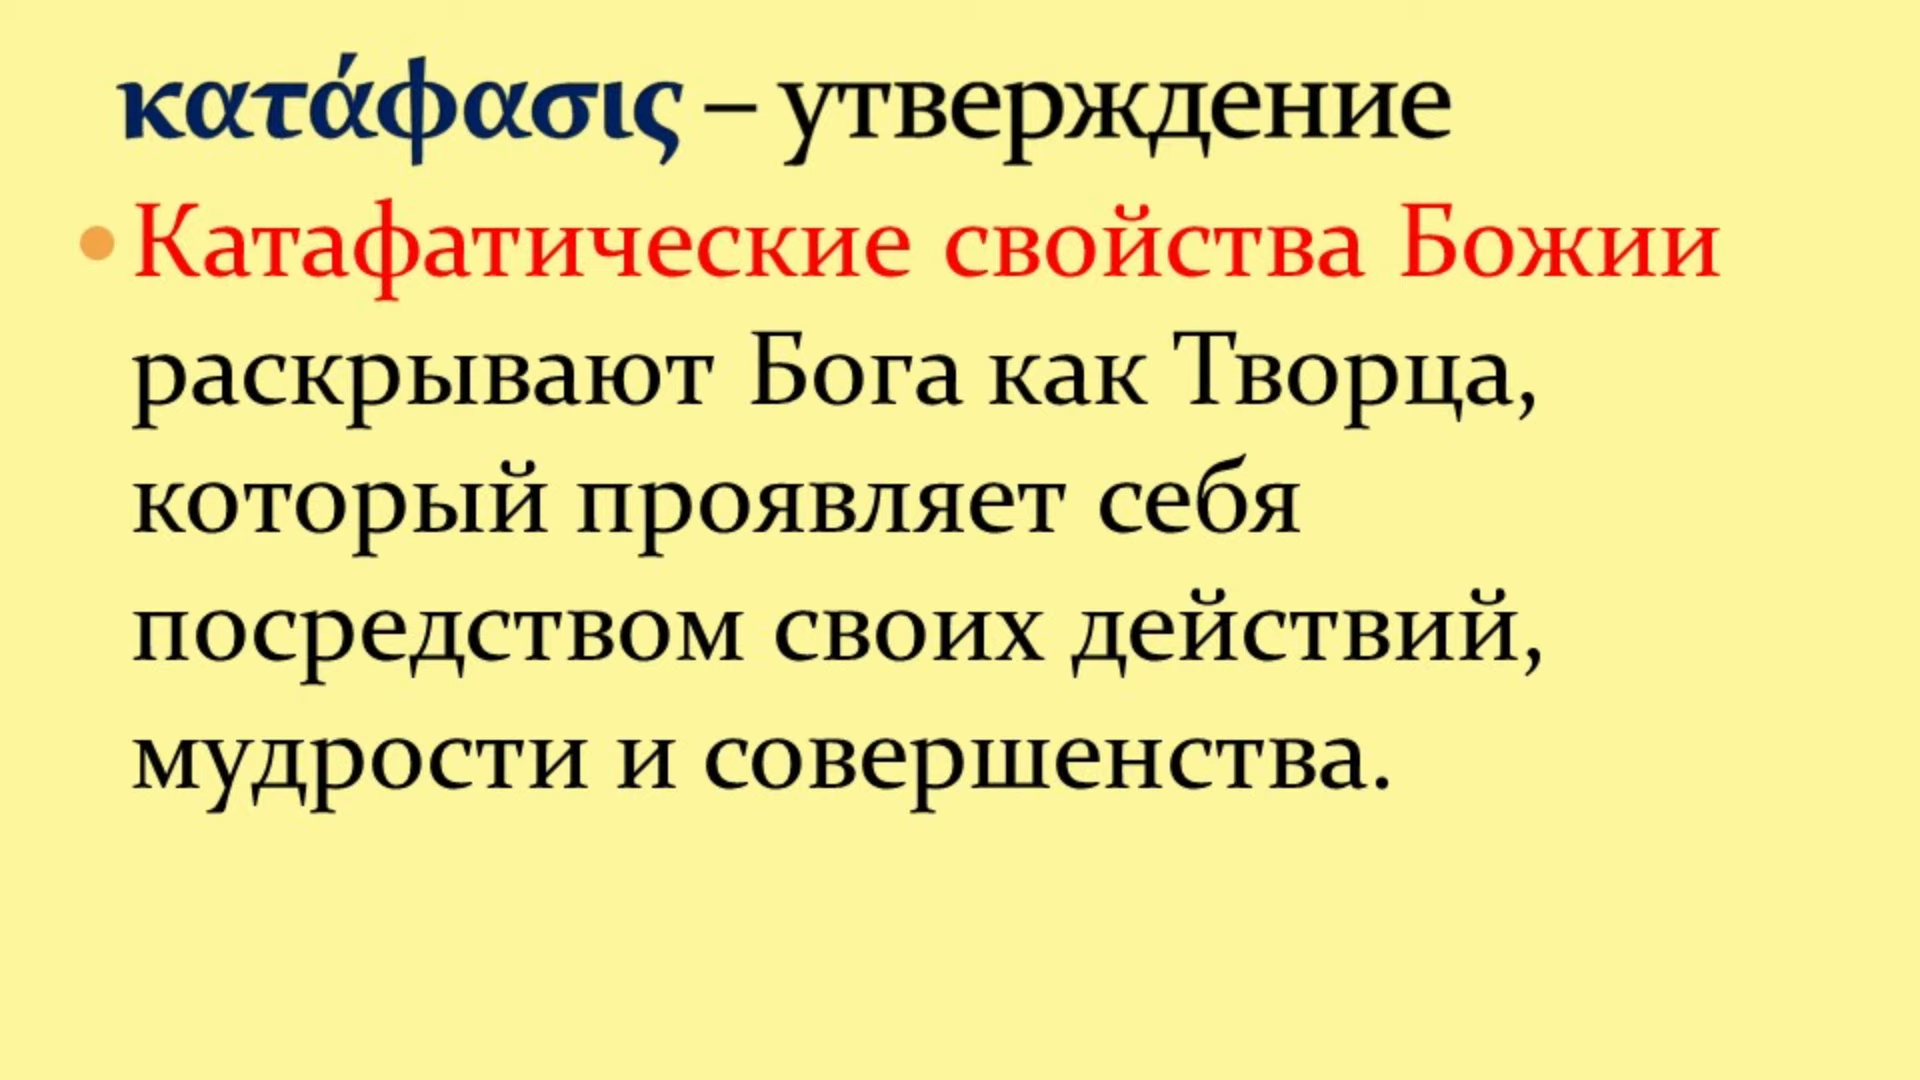 κατάφασις – утверждение
• Катафатические свойства Божии
раскрывают Бога как Творца,
который проявляет себя
посредством своих действий,
мудрости и совершенства.